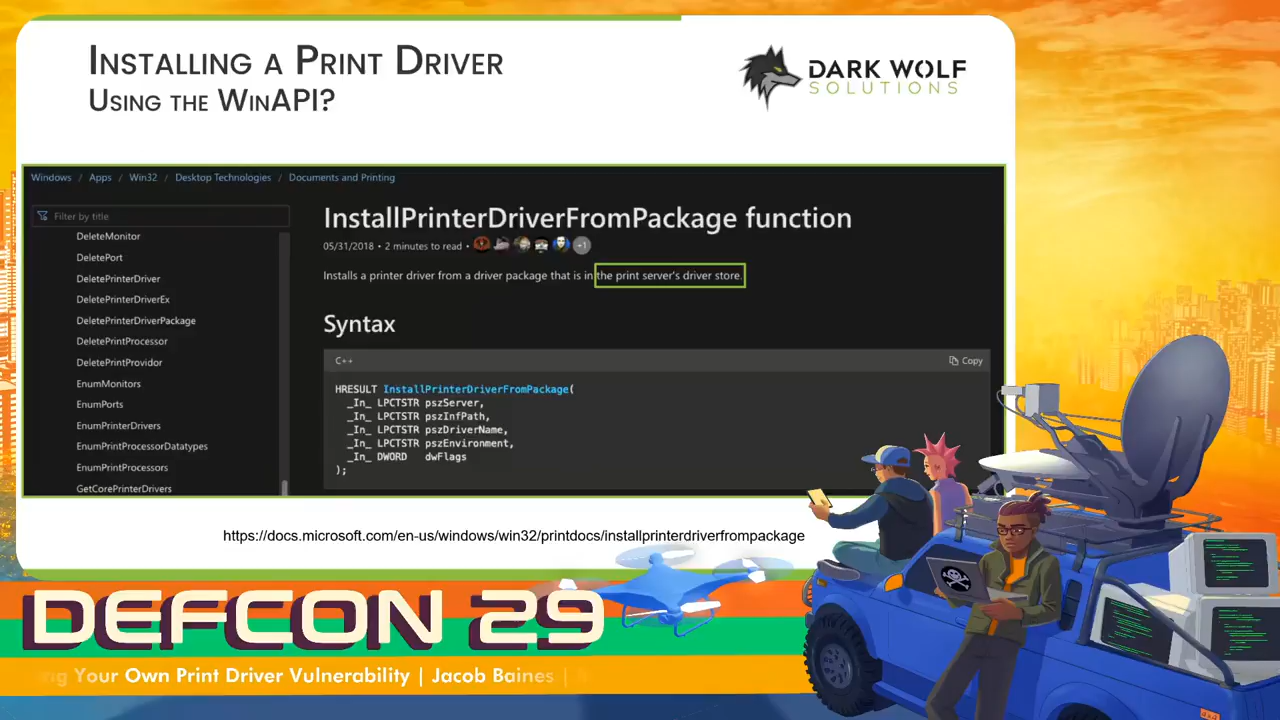 INSTALLING A PRINT DRIVER
USING THE WINAPI?
DARK WOLF
SOLUTIONS
Windows / Apps / Win32 / Desktop Technologies / Documents and Printing
Filter by title
DeleteMonitor
DeletePort
DeletePrinterDriver
DeletePrinterDriverEx
DeletePrinterDriverPackage
DeletePrintProcessor
DeletePrintProvidor
EnumMonitors
EnumPorts
EnumPrinterDrivers
EnumPrintProcessorDatatypes
EnumPrintProcessors
GetCorePrinterDrivers
InstallPrinterDriverFromPackage function
05/31/2018 • 2 minutes to read • +1
Installs a printer driver from a driver package that is in the print server's driver store.
Syntax
C++ Copy
HRESULT InstallPrinterDriverFromPackage(
_In_ LPCTSTR pszServer,
_In_ LPCTSTR pszInfPath,
_In_ LPCTSTR pszDriverName,
_In_ LPCTSTR pszEnvironment,
_In_ DWORD dwFlags
);
https://docs.microsoft.com/en-us/windows/win32/printdocs/installprinterdriverfrompackage
DEFCON 29
ng Your Own Print Driver Vulnerability | Jacob Baines |